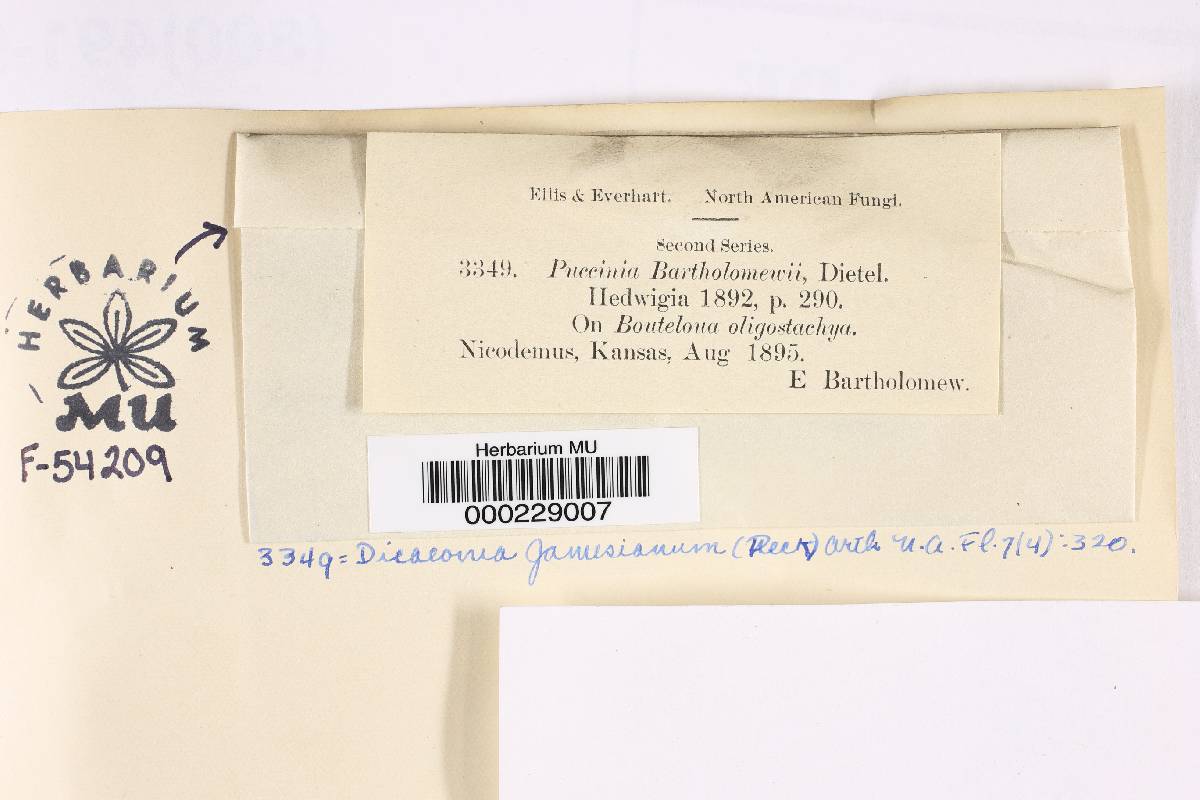 Ellis & Everhart. North American Fungi.
Second Series.
3349. Puccinia Bartholomewii, Dietel.
Hedwigia 1892, p. 290.
On Bouteloua oligostachya.
Nicodemus, Kansas, Aug 1895.
E Bartholomew.
HERBARIUM
MU
F-54209
Herbarium MU
000229007
3349 = Dicaeoma Jamesianum (Peck) Arth N.A. Fl. 7(4):320.